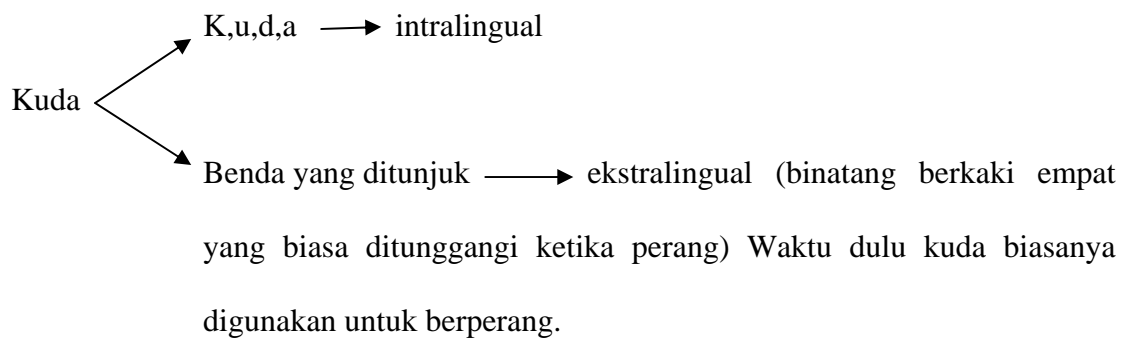 K,u,d,a → intralingual
Kuda
Benda yang ditunjuk → ekstralingual (binatang berkaki empat
yang biasa ditunggangi ketika perang) Waktu dulu kuda biasanya
digunakan untuk berperang.